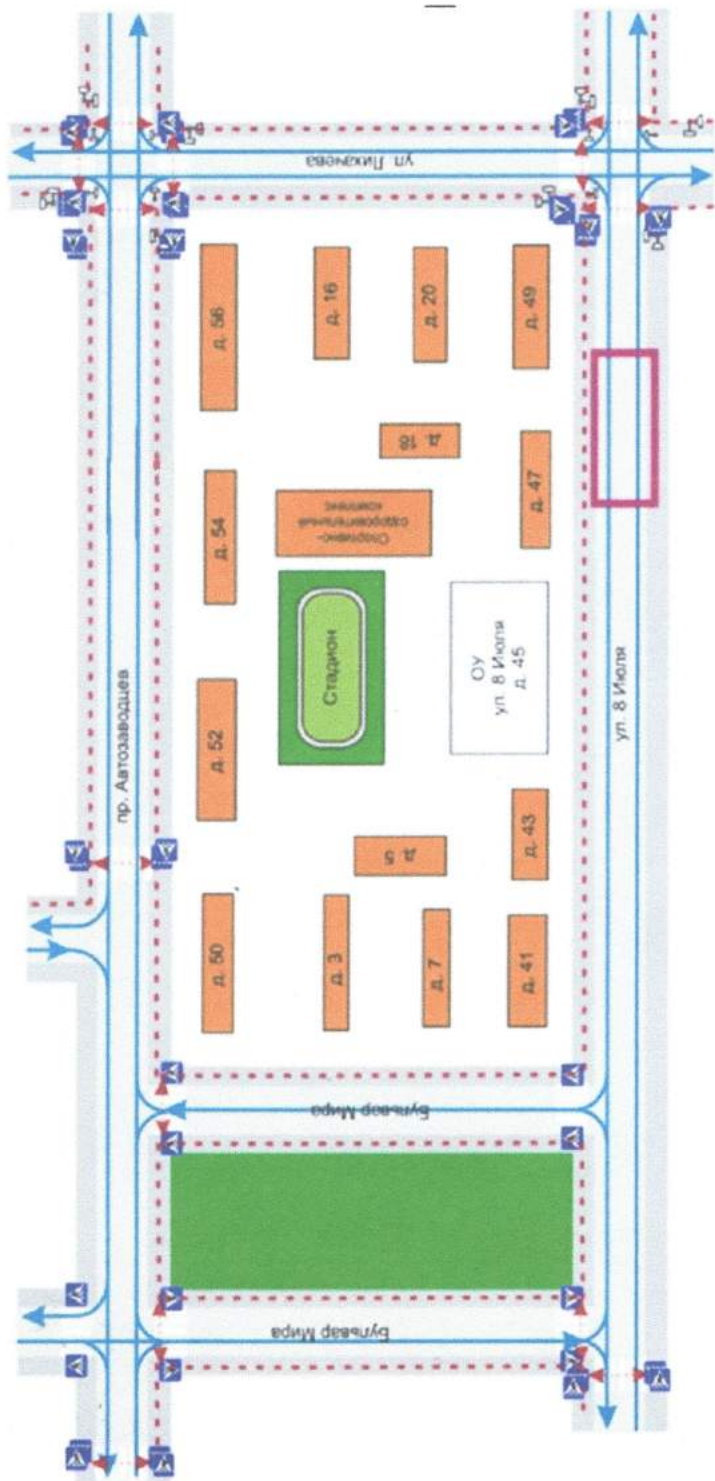 ул. Лихачева
д. 56
д. 16
д. 20
д. 49
д. 18
д. 47
д. 54
Спортивно-
оздоровительный
комплекс
Стадион
ОУ
ул. 8 Июля
д. 45
пр. Автозаводцев
ул. 8 Июля
д. 52
д. 5
д. 43
д. 50
д. 3
д. 7
д. 41
Бульвар Мира
Бульвар Мира